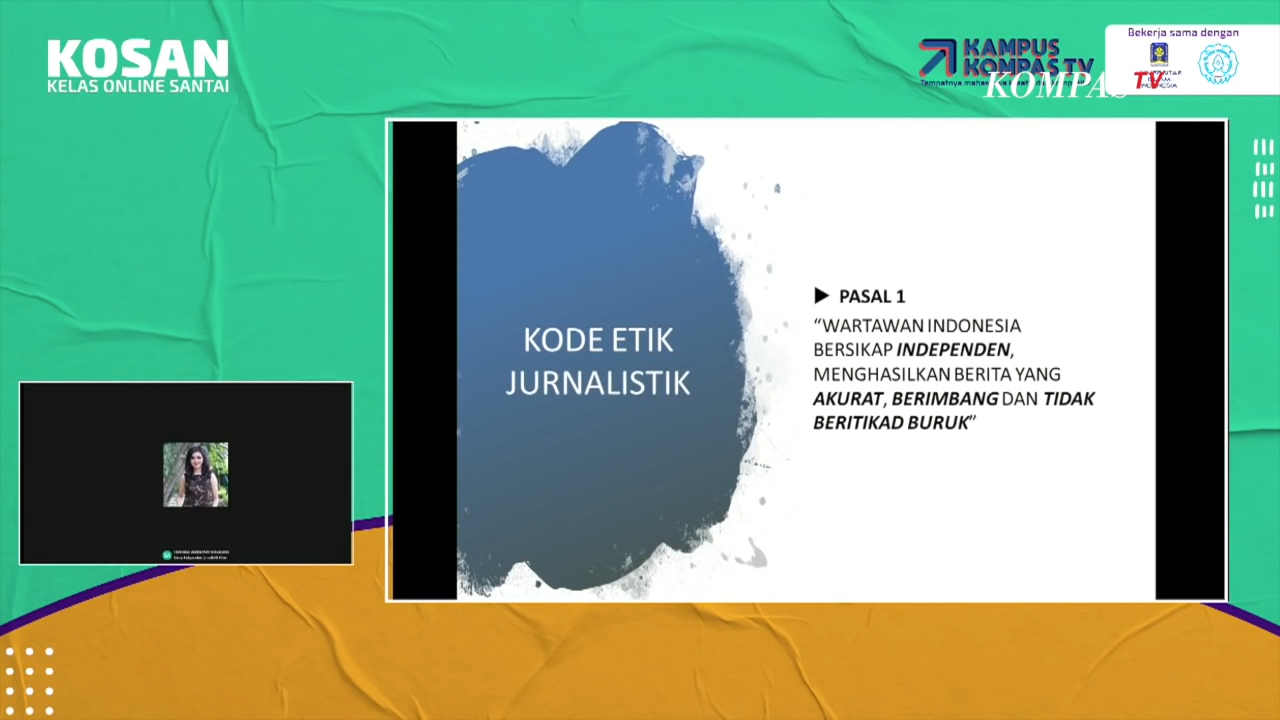 KOSAN
KELAS ONLINE SANTAI
KAMPUS
KOMPAS TV
KOMPAS TV
Bekerja sama dengan
KODE ETIK
JURNALISTIK
PASAL 1
“WARTAWAN INDONESIA
BERSIKAP INDEPENDEN,
MENGHASILKAN BERITA YANG
AKURAT, BERIMBANG DAN TIDAK
BERITIKAD BURUK”